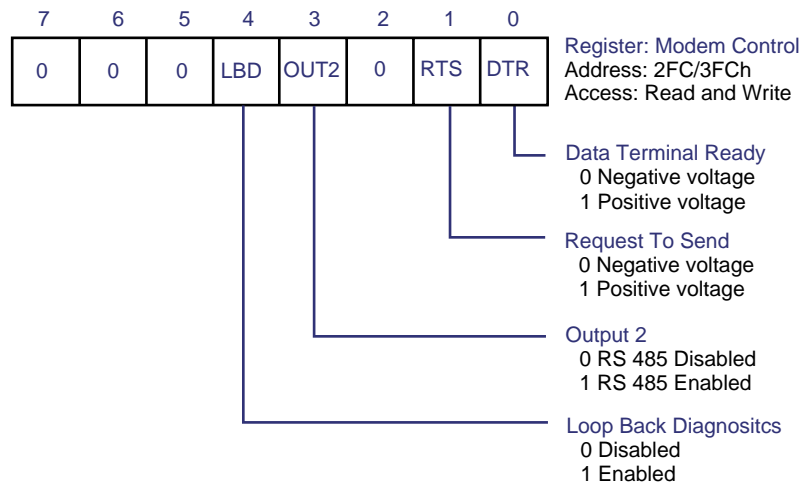 7 6 5 4 3 2 1 0
0 0 0 LBD OUT2 0 RTS DTR
Register: Modem Control
Address: 2FC/3FCh
Access: Read and Write
Data Terminal Ready
0 Negative voltage
1 Positive voltage
Request To Send
0 Negative voltage
1 Positive voltage
Output 2
0 RS 485 Disabled
1 RS 485 Enabled
Loop Back Diagnositcs
0 Disabled
1 Enabled